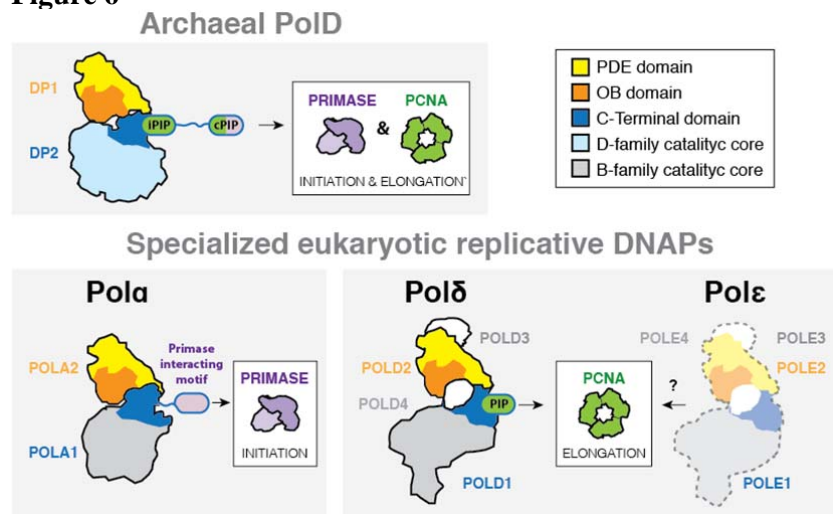 Archaeal PolD
DP1
DP2
iPIP
cPIP
PRIMASE
&
PCNA
INITIATION & ELONGATION
PDE domain
OB domain
C-Terminal domain
D-family catalityc core
B-family catalityc core
Specialized eukaryotic replicative DNAPs
Polα
POLA2
POLA1
Primase
interacting
motif
PRIMASE
INITIATION
Polδ
POLD3
POLD2
POLD4
PIP
POLD1
PCNA
ELONGATION
Polε
POLE4
POLE3
POLE2
?
POLE1